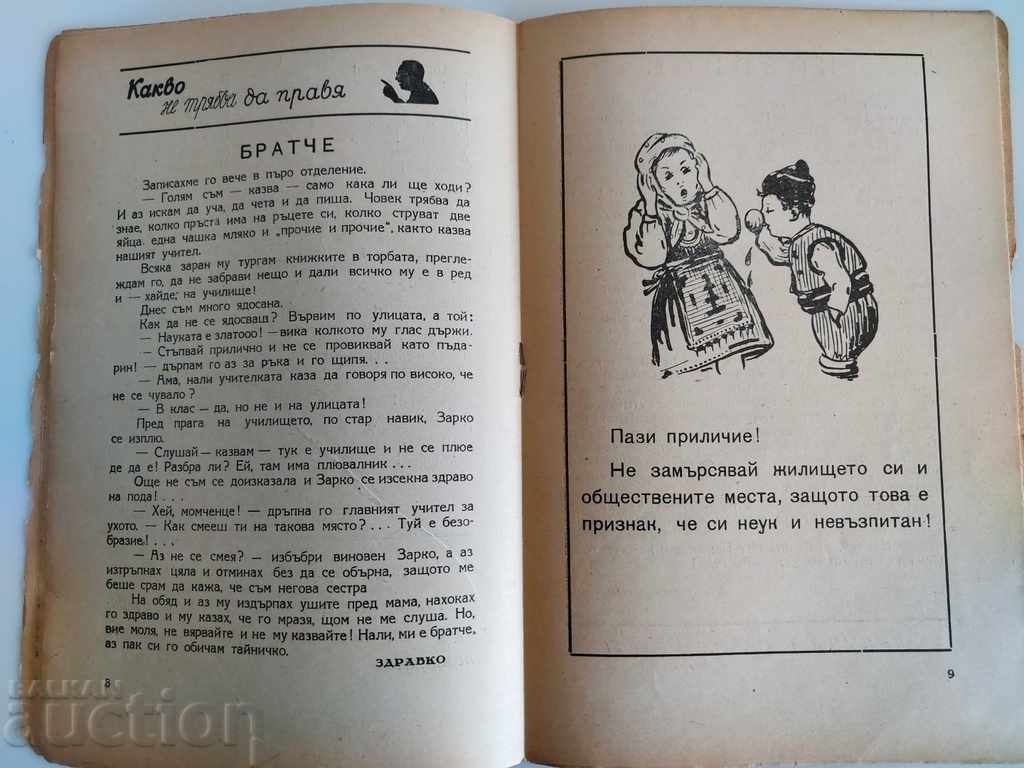 Какво
не трябва да правя
БРАТЧЕ
Записахме го вече в първо отделение.
— Голям съм — казва — само кака ли ще ходи?
И аз искам да уча, да чета и да пиша. Човек трябва да
знае, колко пръста има на ръцете си, колко струват две
яйца, една чашка мляко и „прочие и прочие“, както казва
нашият учител.
Всяка заран му тургам книжките в торбата, прегле-
ждам го, да не забрави нещо и дали всичко му е в ред
и — хайде, на училище!
Днес съм много ядосана.
Как да не се ядосваш? Вървим по улицата, а той:
— Науката е златооо! — вика колкото му глас държи.
— Стъпвай прилично и не се провиквай като пъда-
рин! — дърпам го аз за ръка и го щипя. . .
— Ама, нали учителката каза да говоря по високо, че
не се чувало?
— В клас — да, но не и на улицата!
Пред прага на училището, по стар навик, Зарко
се изплю.
— Слушай — казвам — тук е училище и не се плюе
де да е! Разбра ли? Ей, там има плювалник . . .
Още не съм се доизказала и Зарко се изсекна здраво
на пода! . . .
— Хей, момченце! — дръпна го главният учител за
ухото. — Как смееш ти на такова място? . . . Туй е безо-
бразие! . . .
— Аз не се смея? — избъбри виновен Зарко, а аз
изтръпнах цяла и отминах без да се обърна, защото ме
беше срам да кажа, че съм негова сестра
На обяд и аз му издърпах ушите пред мама, нахоках
го здраво и му казах, че го мразя, щом не ме слуша. Но,
вие моля, не вярвайте и не му казвайте! Нали, ми е братче,
аз пак си го обичам тайничко.
ЗДРАВКО
8
Пази приличие!
Не замърсявай жилището си и
обществените места, защото това е
признак, че си неук и невъзпитан!
9
BALKAN
auction